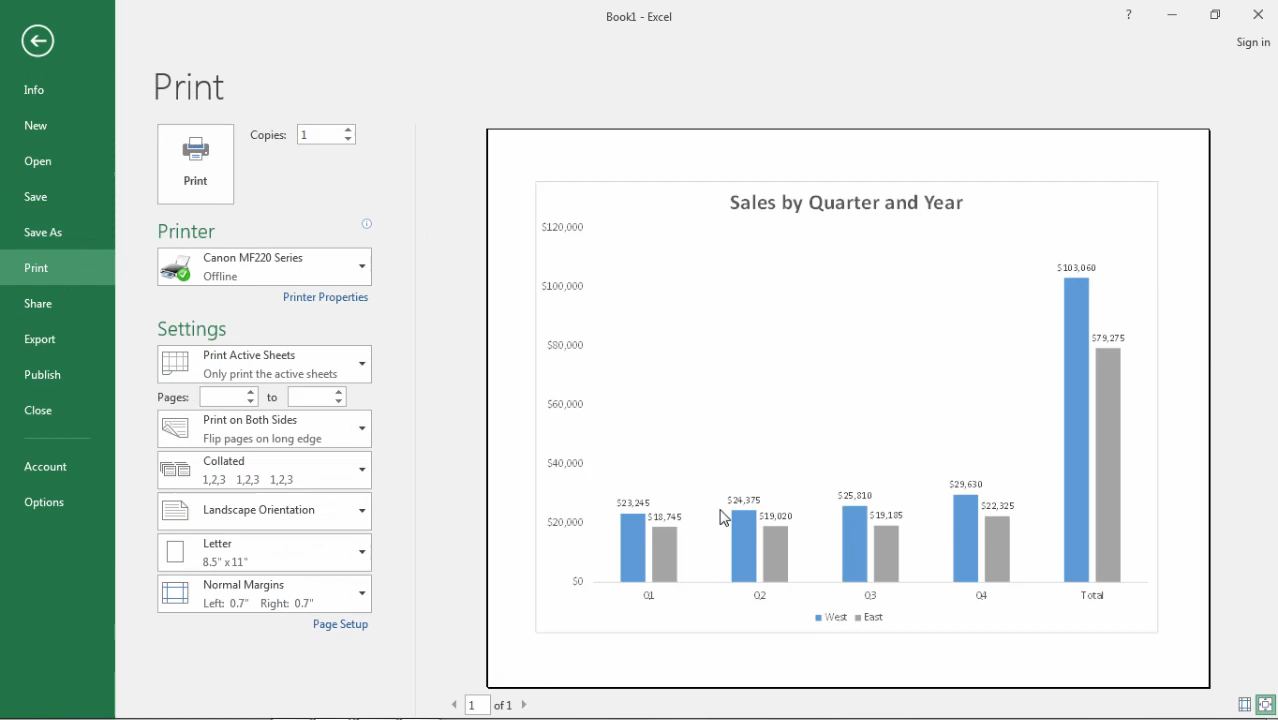 Book1 - Excel
?
Sign in
Info
New
Open
Save
Save As
Print
Share
Export
Publish
Close
Account
Options
Print
Print
Copies: 1
Printer
Canon MF220 Series
Offline
Printer Properties
Settings
Print Active Sheets
Only print the active sheets
Pages: to
Print on Both Sides
Flip pages on long edge
Collated
1,2,3 1,2,3 1,2,3
Landscape Orientation
Letter
8.5" x 11"
Normal Margins
Left: 0.7" Right: 0.7"
Page Setup
Sales by Quarter and Year
$120,000
$100,000
$80,000
$60,000
$40,000
$20,000
$0
$23,245
$18,745
$24,375
$19,020
$25,810
$19,185
$29,630
$22,325
$103,060
$79,275
Q1 Q2 Q3 Q4 Total
West East
1 of 1